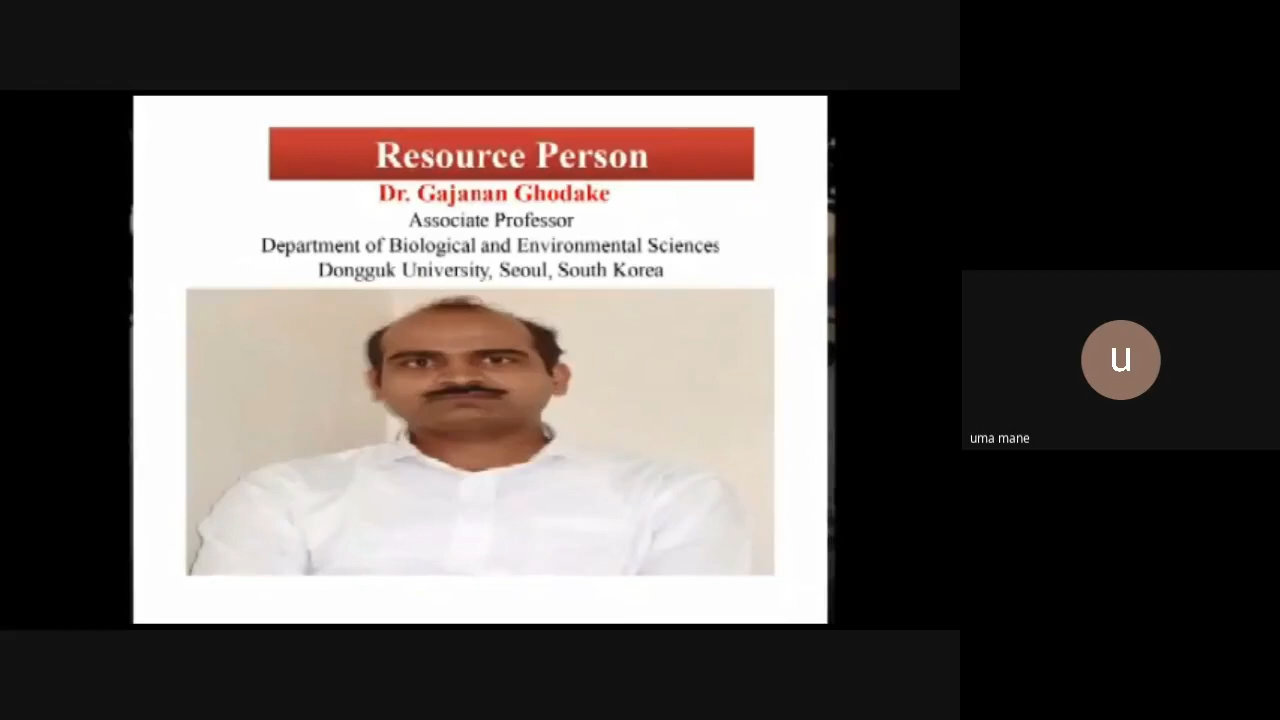 Resource Person
Dr. Gajanan Ghodake
Associate Professor
Department of Biological and Environmental Sciences
Dongguk University, Seoul, South Korea
u
uma mane